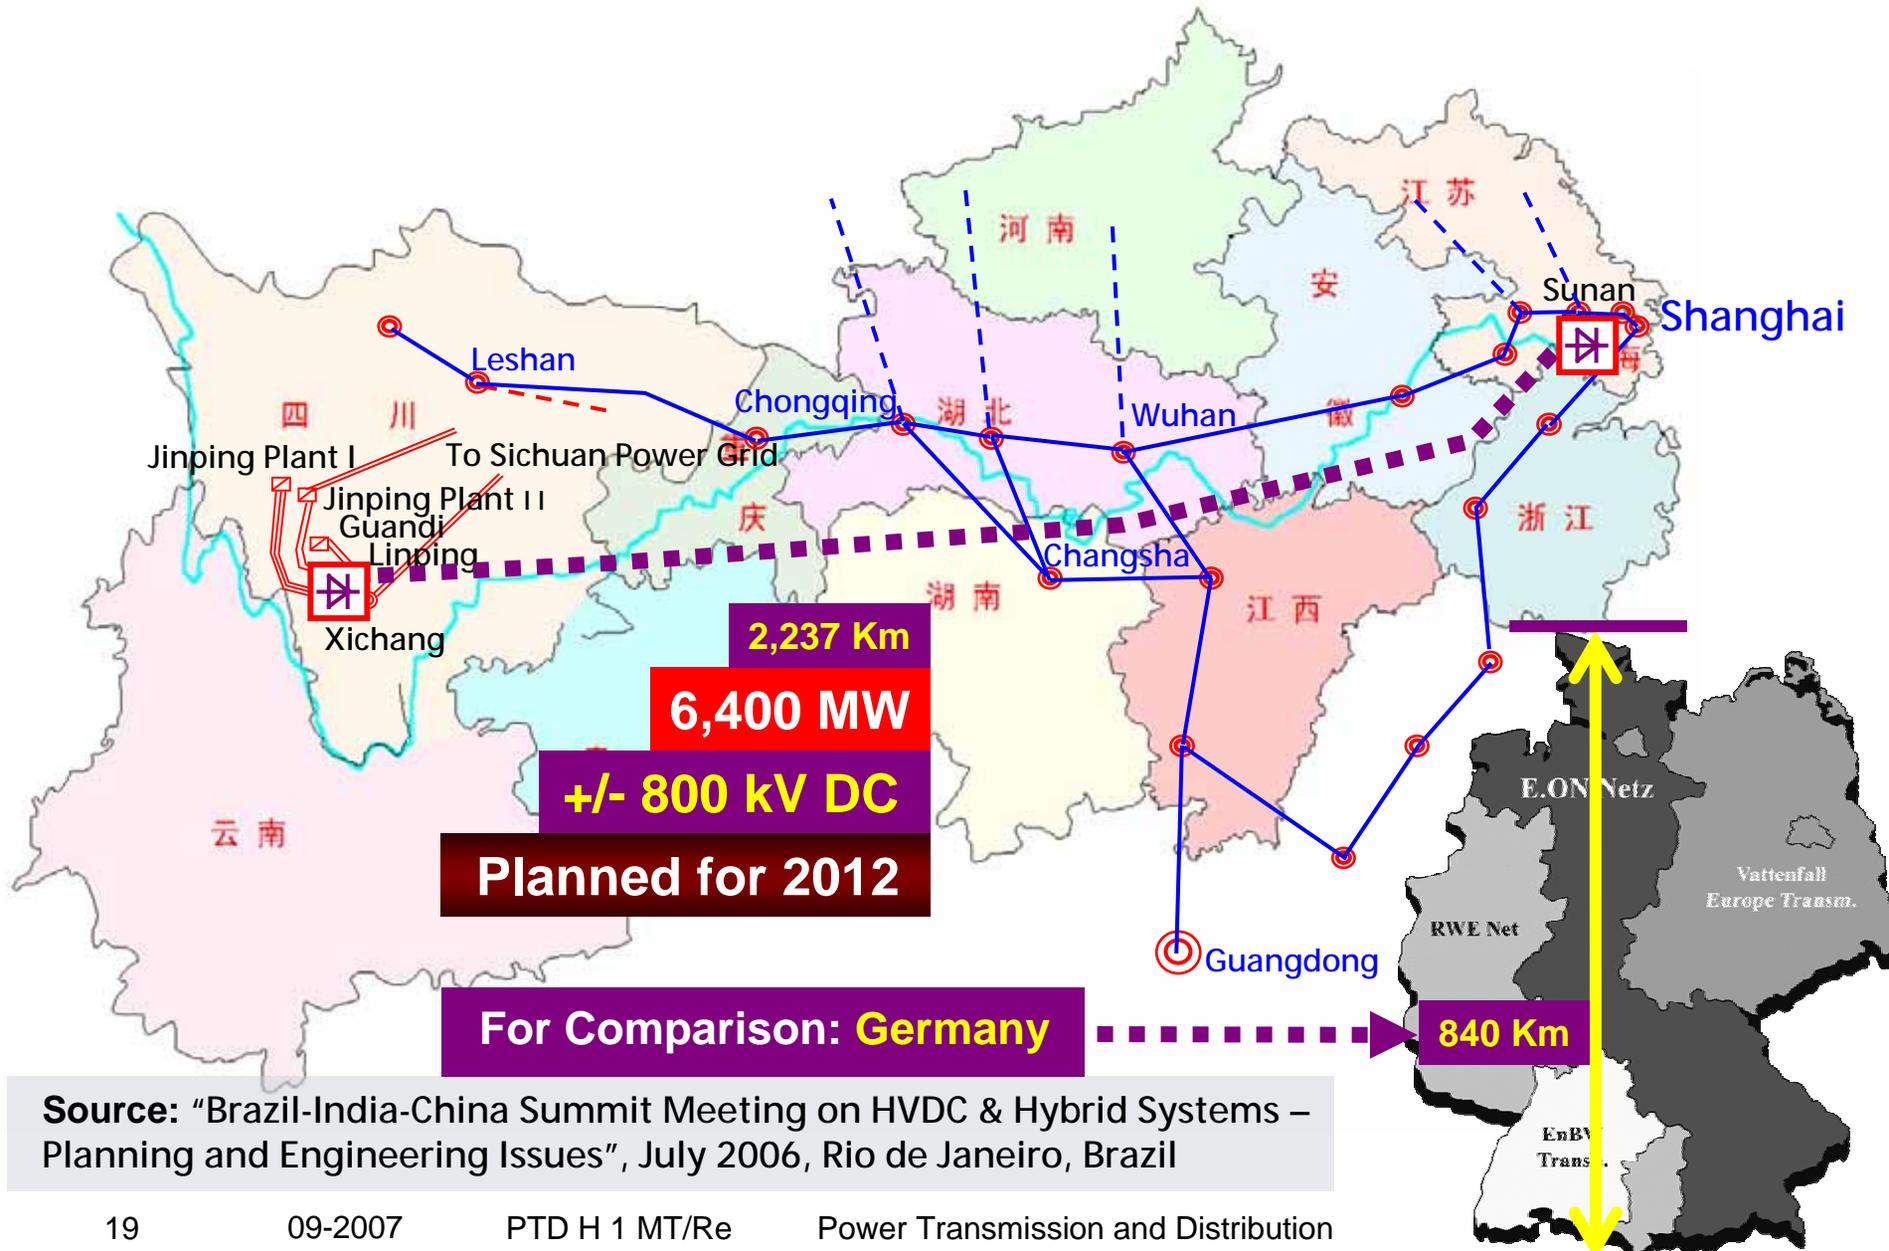 河 南
江 苏
安
Sunan
Shanghai
海
Leshan
四 川
Chongqing
湖 北
Wuhan
徽
Jinping Plant I
To Sichuan Power Grid
Jinping Plant II
庆
浙 江
Guandi
Linping
Changsha
湖 南
江 西
Xichang
2,237 Km
6,400 MW
+/- 800 kV DC
Planned for 2012
云 南
E.ON Netz
Vattenfall
Europe Transm.
RWE Net
Guangdong
For Comparison: Germany
840 Km
EnBW
Source: “Brazil-India-China Summit Meeting on HVDC & Hybrid Systems –
Planning and Engineering Issues”, July 2006, Rio de Janeiro, Brazil
19 09-2007 PTD H 1 MT/Re Power Transmission and Distribution